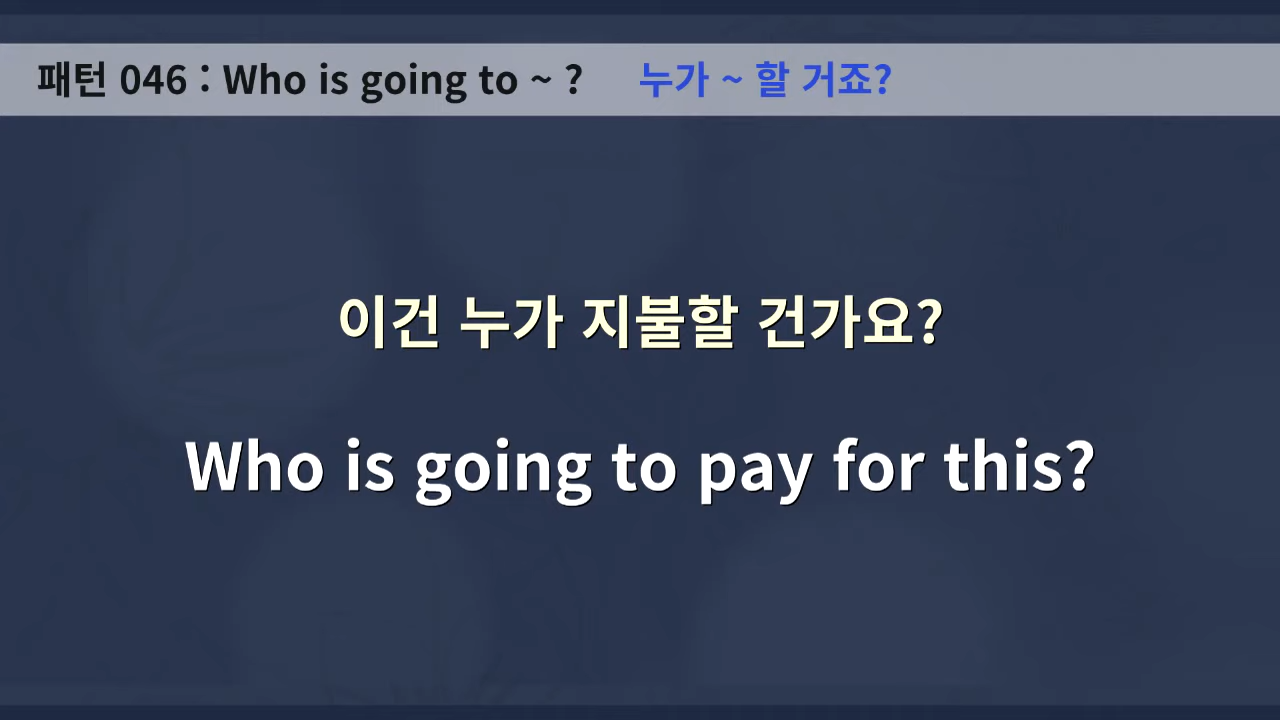 패턴 046 : Who is going to ~ ? 누가 ~ 할 거죠?
이건 누가 지불할 건가요?
Who is going to pay for this?